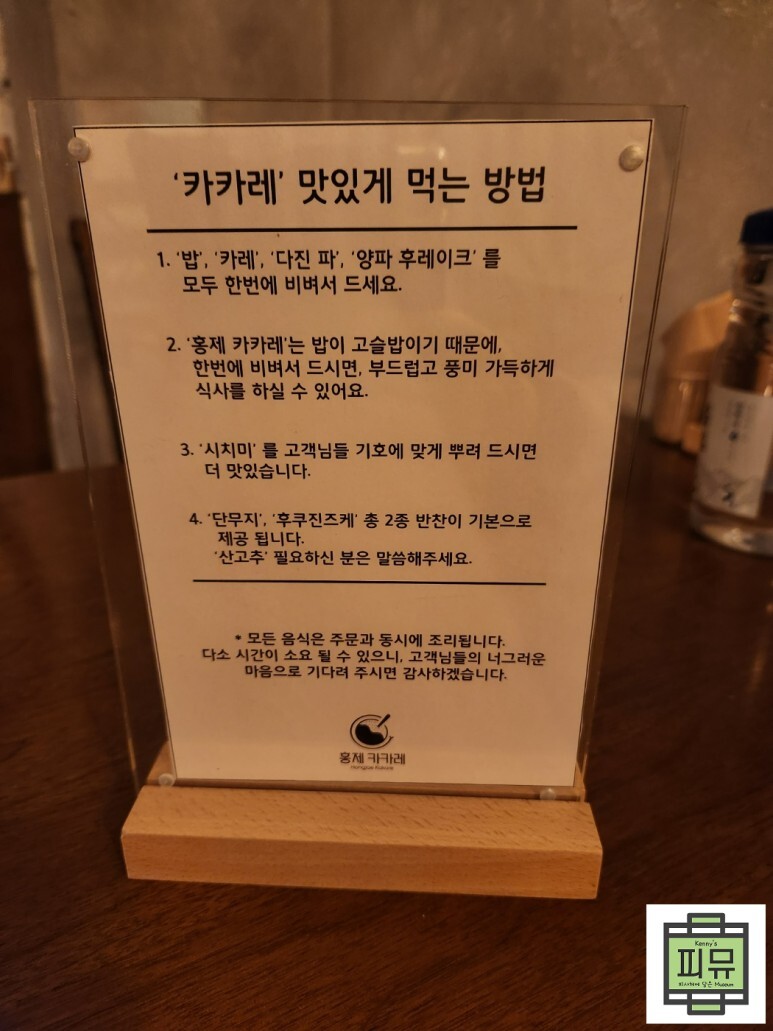 ‘카카레’ 맛있게 먹는 방법
1. ‘밥’, ‘카레’, ‘다진 파’, ‘양파 후레이크’ 를
모두 한번에 비벼서 드세요.
2. ‘홍제 카카레’는 밥이 고슬밥이기 때문에,
한번에 비벼서 드시면, 부드럽고 풍미 가득하게
식사를 하실 수 있어요.
3. ‘시치미’ 를 고객님들 기호에 맞게 뿌려 드시면
더 맛있습니다.
4. ‘단무지’, ‘후쿠진즈케’ 총 2종 반찬이 기본으로
제공 됩니다.
‘산고추’ 필요하신 분은 말씀해주세요.
* 모든 음식은 주문과 동시에 조리됩니다.
다소 시간이 소요 될 수 있으니, 고객님들의 너그러운
마음으로 기다려 주시면 감사하겠습니다.
홍제 카카레
Kenny's
피뮤
Museum